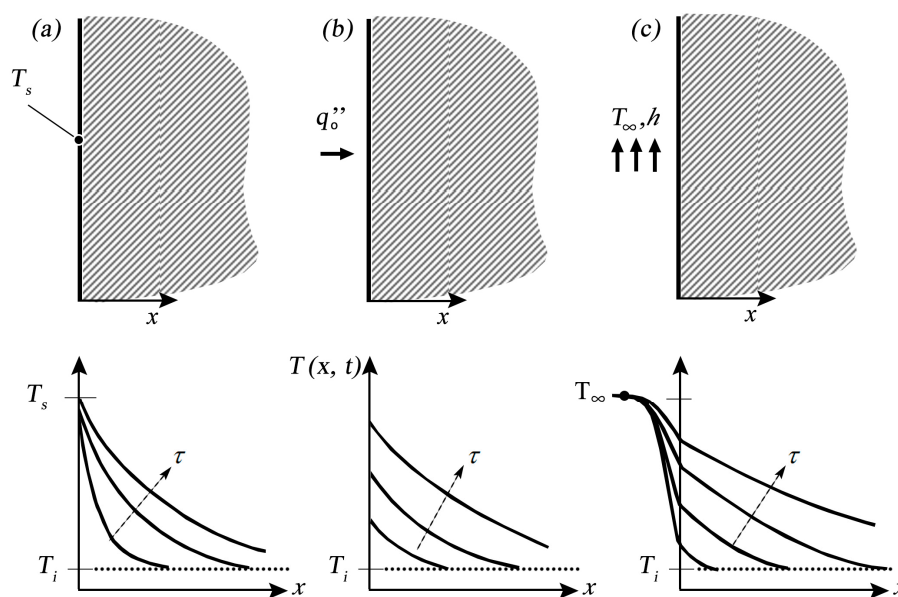 (a)
(b)
(c)
T_s
q_o''
T_∞, h
x
x
x
T_s
T(x, t)
T_∞
τ
τ
τ
T_i
T_i
T_i
x
x
x